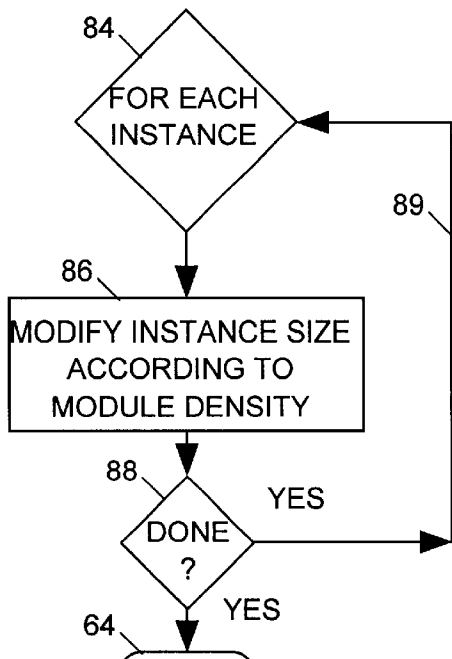 84
FOR EACH
INSTANCE
89
86
MODIFY INSTANCE SIZE
ACCORDING TO
MODULE DENSITY
88
YES
DONE
?
YES
64